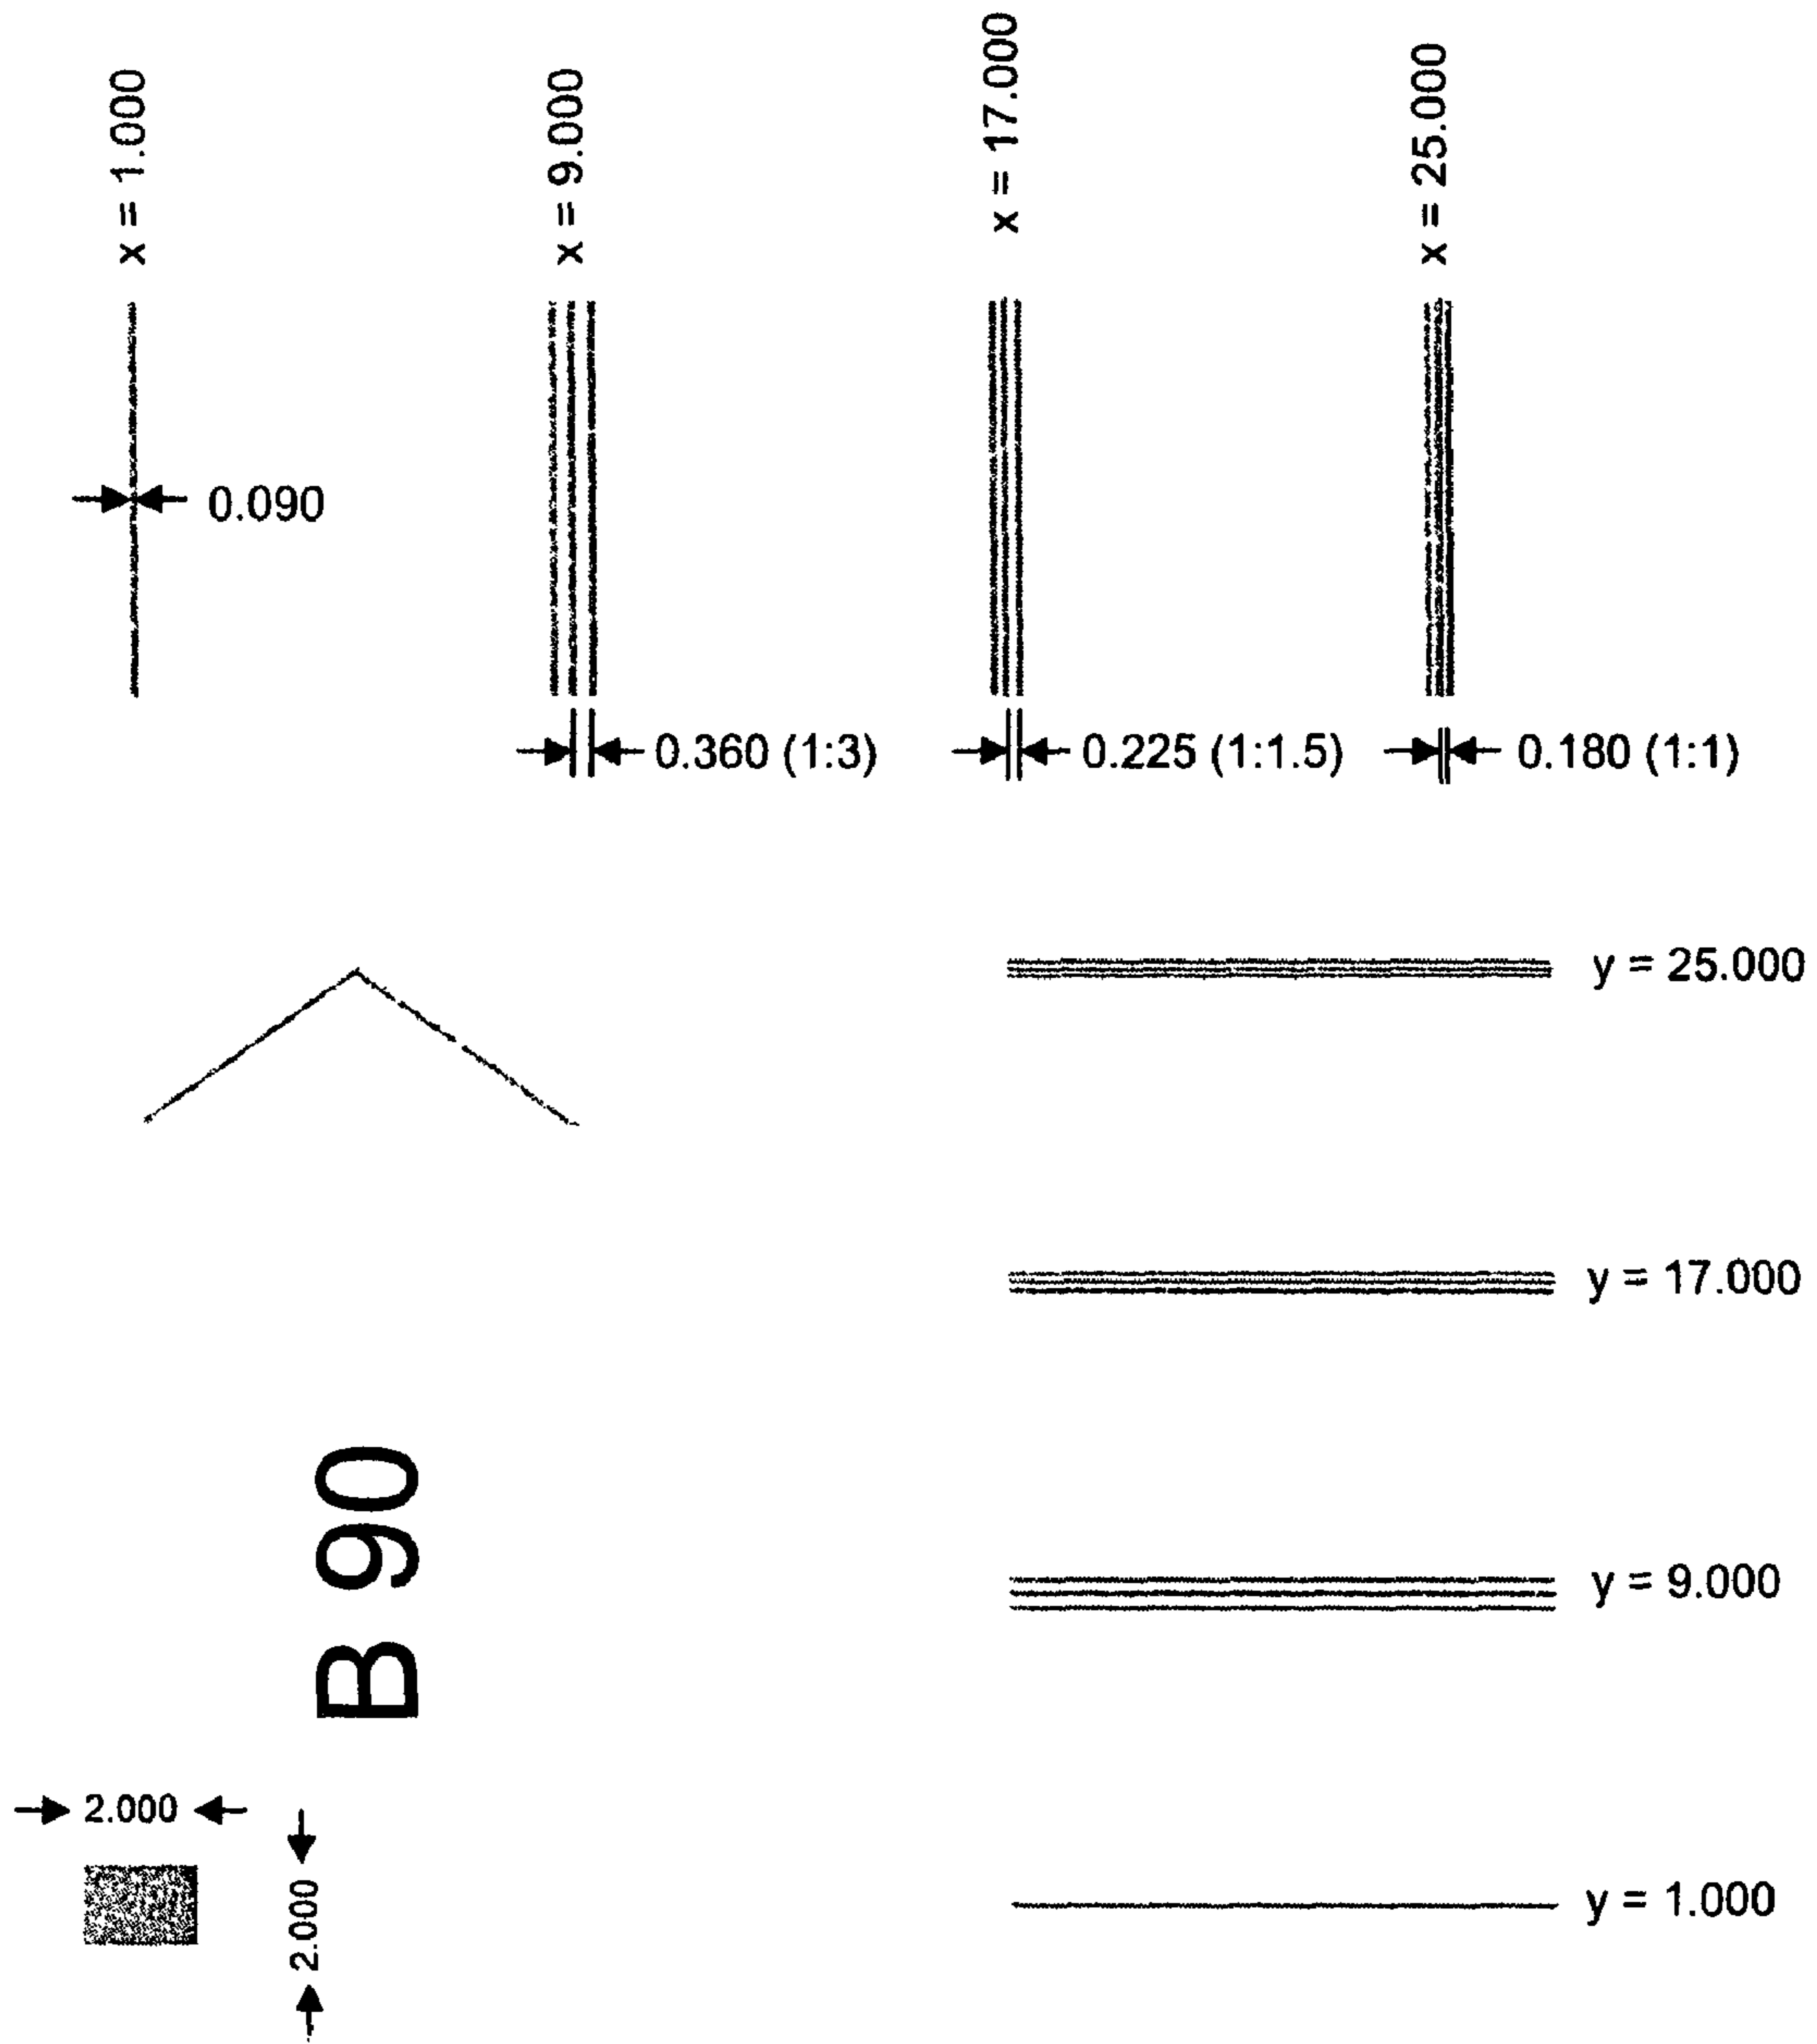 x = 1.000
x = 9.000
x = 17.000
x = 25.000
0.090
0.360 (1:3)
0.225 (1:1.5)
0.180 (1:1)
y = 25.000
y = 17.000
B 90
y = 9.000
2.000
2.000
y = 1.000